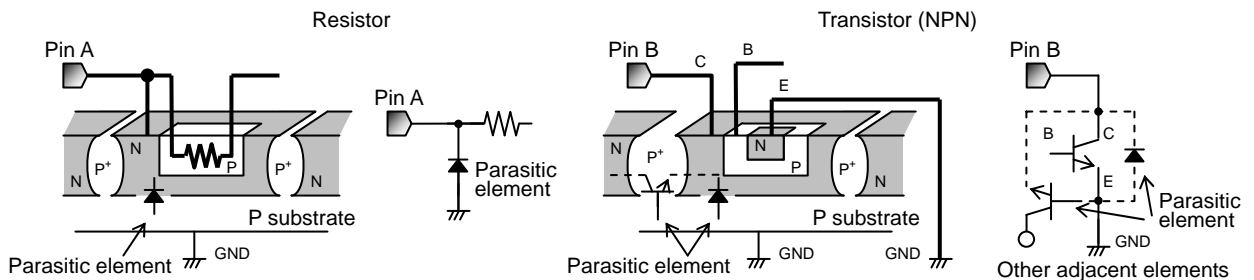 Resistor
Transistor (NPN)
Pin A
N
P+
N
P
P+
N
P substrate
Parasitic element
GND
Pin A
Parasitic
element
Pin B
C
B
E
N
P+
N
P
P+
N
P substrate
Parasitic element
GND
GND
Pin B
B
C
E
Parasitic
element
GND
Other adjacent elements